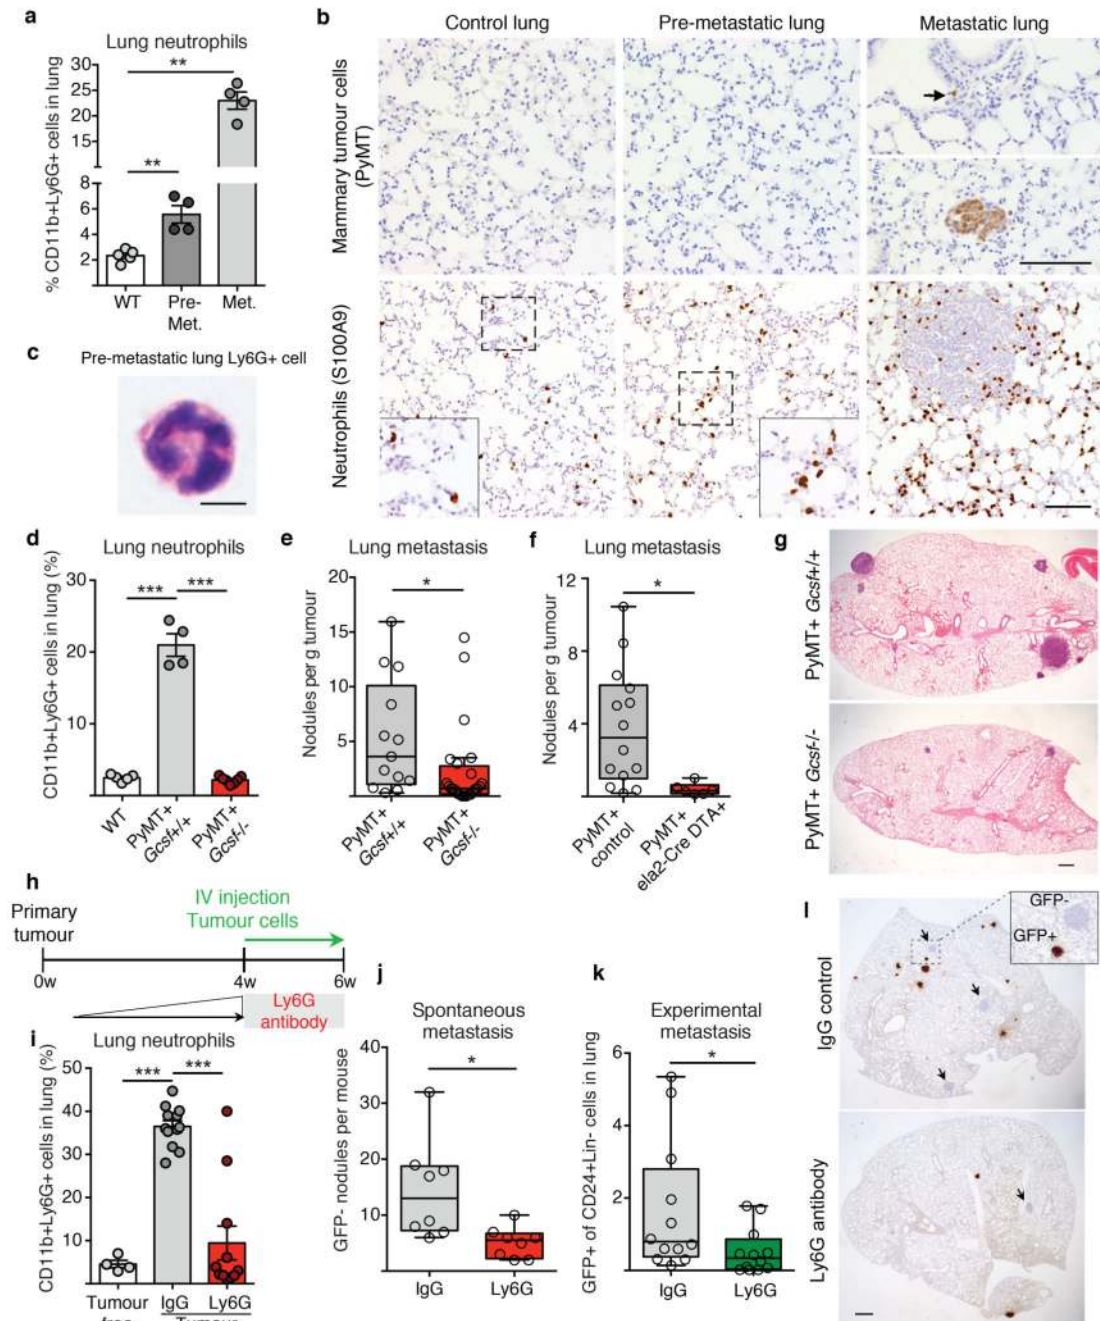 a
Lung neutrophils
% CD11b+Ly6G+ cells in lung
30
25
20
15
8
6
4
2
**
**
WT
Pre-
Met.
Met.
b
Control lung
Pre-metastatic lung
Metastatic lung
Mammary tumour cells
(PyMT)
Neutrophils (S100A9)
c
Pre-metastatic lung Ly6G+ cell
d
Lung neutrophils
CD11b+Ly6G+ cells in lung (%)
30
20
10
***
***
WT
PyMT+
Gcsf+/+
PyMT+
Gcsf-/-
e
Lung metastasis
Nodules per g tumour
20
15
10
5
*
PyMT+
Gcsf+/+
PyMT+
Gcsf-/-
f
Lung metastasis
Nodules per g tumour
12
8
4
*
PyMT+
control
PyMT+
ela2-Cre DTA+
g
PyMT+ Gcsf+/+
PyMT+ Gcsf-/-
h
IV injection
Tumour cells
Primary
tumour
0w
4w
6w
Ly6G
antibody
i
Lung neutrophils
CD11b+Ly6G+ cells in lung (%)
50
40
30
20
10
***
***
Tumour
free
IgG
Ly6G
Tumour
j
Spontaneous
metastasis
GFP- nodules per mouse
40
30
20
10
*
IgG
Ly6G
k
Experimental
metastasis
GFP+ of CD24+Lin- cells in lung
6
4
2
*
IgG
Ly6G
l
GFP-
GFP+
IgG control
Ly6G antibody